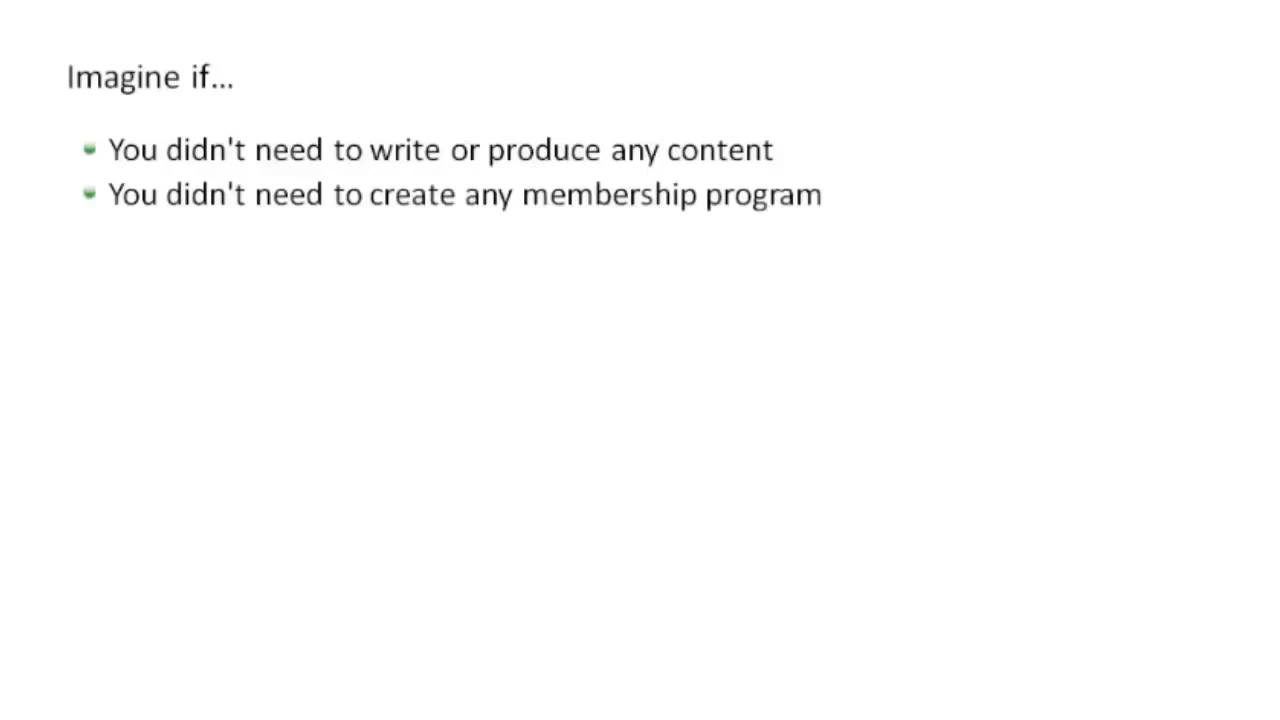 Imagine if...
You didn't need to write or produce any content
You didn't need to create any membership program